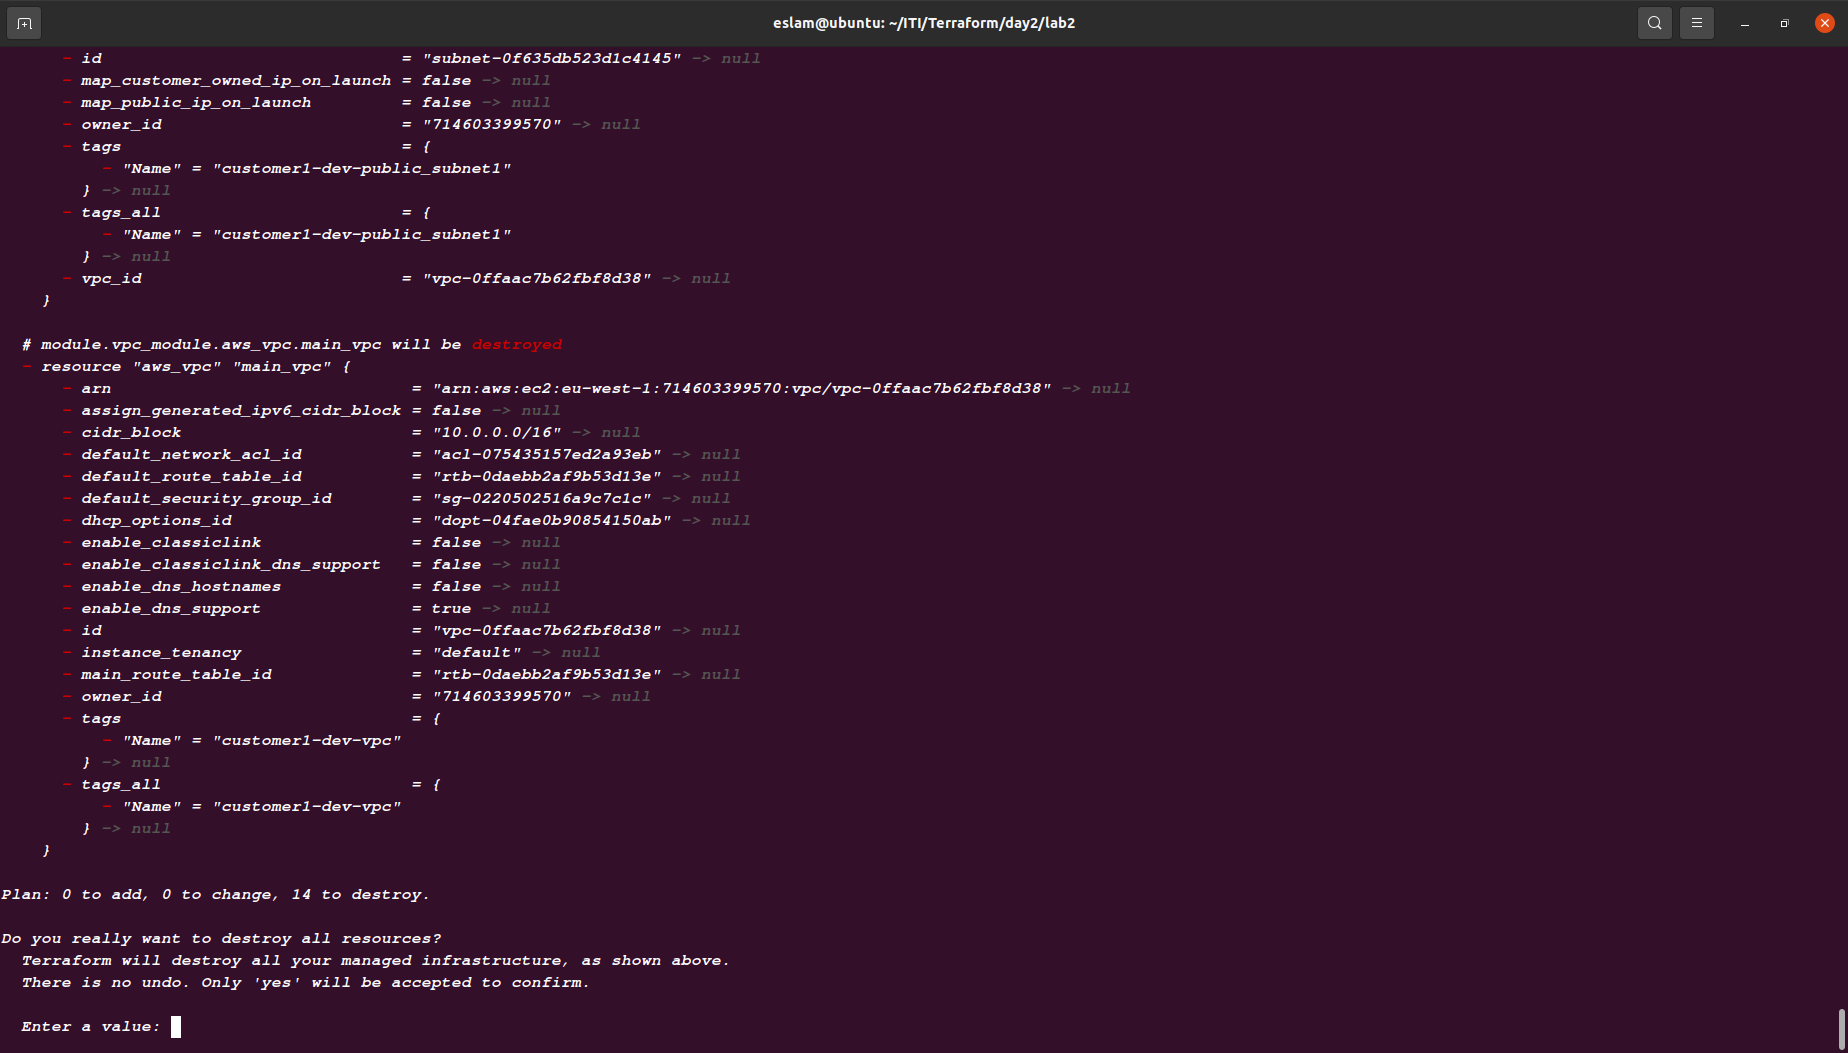 eslam@ubuntu: ~/ITI/Terraform/day2/lab2
- id = "subnet-0f635db523d1c4145" -> null
- map_customer_owned_ip_on_launch = false -> null
- map_public_ip_on_launch = false -> null
- owner_id = "714603399570" -> null
- tags = {
- "Name" = "customer1-dev-public_subnet1"
} -> null
- tags_all = {
- "Name" = "customer1-dev-public_subnet1"
} -> null
- vpc_id = "vpc-0ffaac7b62fbf8d38" -> null
}
# module.vpc_module.aws_vpc.main_vpc will be destroyed
- resource "aws_vpc" "main_vpc" {
- arn = "arn:aws:ec2:eu-west-1:714603399570:vpc/vpc-0ffaac7b62fbf8d38" -> null
- assign_generated_ipv6_cidr_block = false -> null
- cidr_block = "10.0.0.0/16" -> null
- default_network_acl_id = "acl-075435157ed2a93eb" -> null
- default_route_table_id = "rtb-0daebb2af9b53d13e" -> null
- default_security_group_id = "sg-0220502516a9c7c1c" -> null
- dhcp_options_id = "dopt-04fae0b90854150ab" -> null
- enable_classiclink = false -> null
- enable_classiclink_dns_support = false -> null
- enable_dns_hostnames = false -> null
- enable_dns_support = true -> null
- id = "vpc-0ffaac7b62fbf8d38" -> null
- instance_tenancy = "default" -> null
- main_route_table_id = "rtb-0daebb2af9b53d13e" -> null
- owner_id = "714603399570" -> null
- tags = {
- "Name" = "customer1-dev-vpc"
} -> null
- tags_all = {
- "Name" = "customer1-dev-vpc"
} -> null
}
Plan: 0 to add, 0 to change, 14 to destroy.
Do you really want to destroy all resources?
Terraform will destroy all your managed infrastructure, as shown above.
There is no undo. Only 'yes' will be accepted to confirm.
Enter a value: